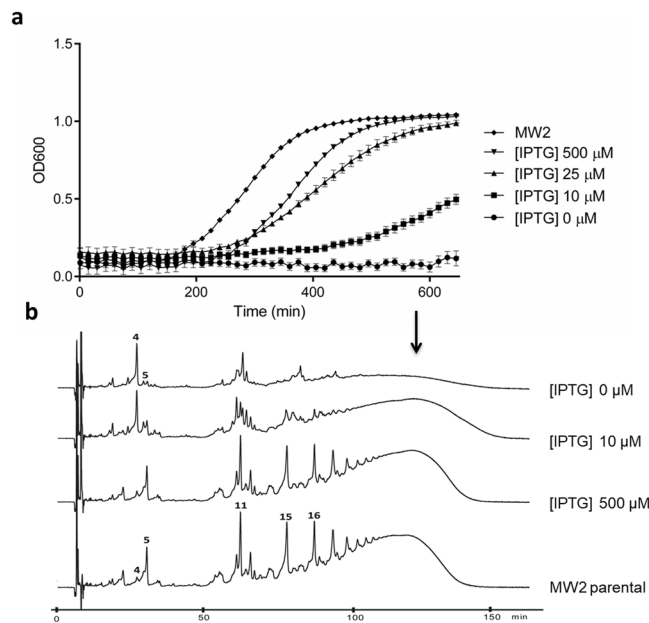 a
1.5
1.0
0.5
0.0
OD600
0 200 400 600
Time (min)
MW2
[IPTG] 500 µM
[IPTG] 25 µM
[IPTG] 10 µM
[IPTG] 0 µM
b
4
5
[IPTG] 0 µM
[IPTG] 10 µM
[IPTG] 500 µM
11 15 16
5
4
MW2 parental
0 50 100 150 min